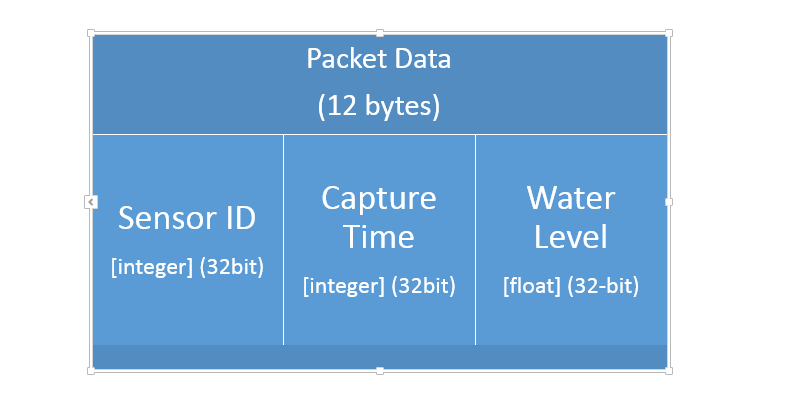 Packet Data
(12 bytes)
Sensor ID
[integer] (32bit)
Capture
Time
[integer] (32bit)
Water
Level
[float] (32-bit)